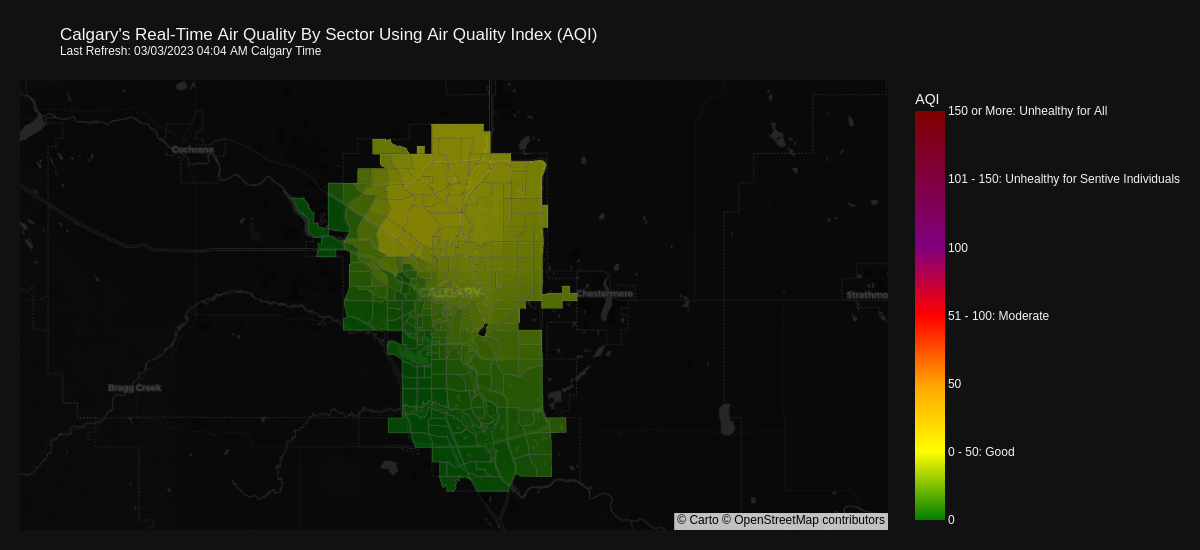 Calgary's Real-Time Air Quality By Sector Using Air Quality Index (AQI)
Last Refresh: 03/03/2023 04:04 AM Calgary Time
AQI
150 or More: Unhealthy for All
101 - 150: Unhealthy for Sentive Individuals
100
51 - 100: Moderate
50
0 - 50: Good
0
Cochrane
CALGARY
Chestermere
Strathmo
Bragg Creek
© Carto © OpenStreetMap contributors